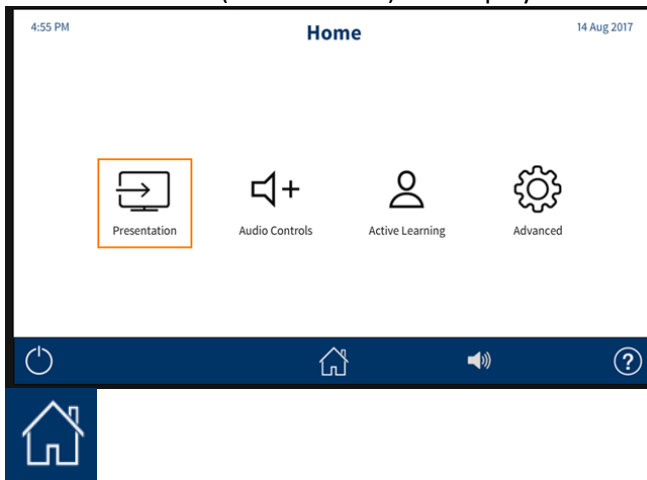 4:55 PM
Home
14 Aug 2017
Presentation
Audio Controls
Active Learning
Advanced
?